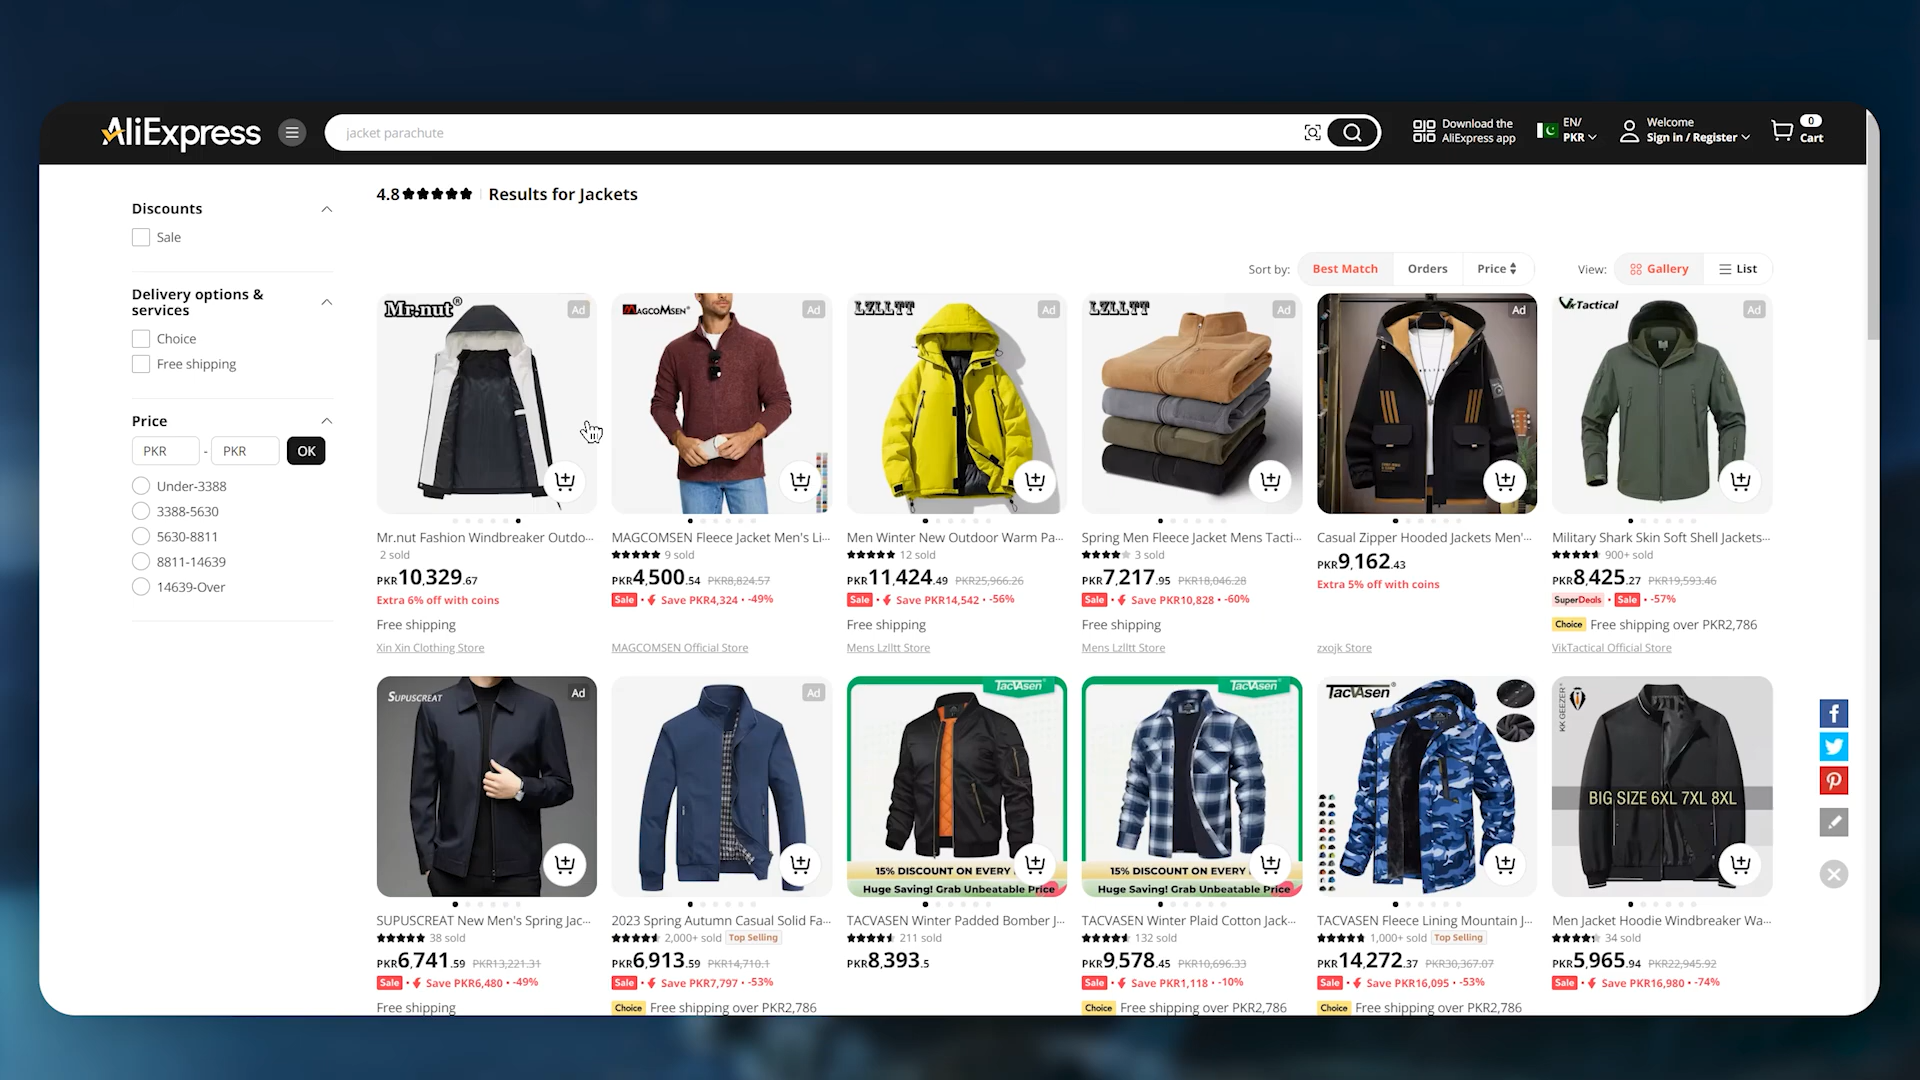 AliExpress
jacket parachute
Download the
AliExpress app
EN/
PKR
Welcome
Sign in / Register
0
Cart
Discounts
Sale
Delivery options &
services
Choice
Free shipping
Price
PKR - PKR OK
Under-3388
3388-5630
5630-8811
8811-14639
14639-Over
4.8 Results for Jackets
Sort by: Best Match Orders Price View: Gallery List
Mr.nut® Ad
MAGCOMSEN® Ad
LZLLTT Ad
LZLLTT Ad
Ad
VikTactical Ad
Mr.nut Fashion Windbreaker Outdo...
2 sold
PKR10,329.67
Extra 6% off with coins
Free shipping
Xin Xin Clothing Store
MAGCOMSEN Fleece Jacket Men's Li...
9 sold
PKR4,500.54 PKR8,824.57
Sale • Save PKR4,324 • -49%
MAGCOMSEN Official Store
Men Winter New Outdoor Warm Pa...
12 sold
PKR11,424.49 PKR25,966.26
Sale • Save PKR14,542 • -56%
Free shipping
Mens Lzlltt Store
Spring Men Fleece Jacket Mens Tacti...
3 sold
PKR7,217.95 PKR18,046.28
Sale • Save PKR10,828 • -60%
Free shipping
Mens Lzlltt Store
Casual Zipper Hooded Jackets Men'...
PKR9,162.43
Extra 5% off with coins
zxojk Store
Military Shark Skin Soft Shell Jackets...
900+ sold
PKR8,425.27 PKR19,593.46
SuperDeals • Sale • -57%
Choice Free shipping over PKR2,786
VikTactical Official Store
SUPUSCREAT Ad
Ad
TACVASEN
15% DISCOUNT ON EVERY
Huge Saving! Grab Unbeatable Price
TACVASEN
15% DISCOUNT ON EVERY
Huge Saving! Grab Unbeatable Price
TACVASEN
KK GEEZER
BIG SIZE 6XL 7XL 8XL
SUPUSCREAT New Men's Spring Jac...
38 sold
PKR6,741.59 PKR13,221.31
Sale • Save PKR6,480 • -49%
Free shipping
2023 Spring Autumn Casual Solid Fa...
2,000+ sold Top Selling
PKR6,913.59 PKR14,710.1
Sale • Save PKR7,797 • -53%
Choice Free shipping over PKR2,786
TACVASEN Winter Padded Bomber J...
211 sold
PKR8,393.5
TACVASEN Winter Plaid Cotton Jack...
132 sold
PKR9,578.45 PKR10,696.33
Sale • Save PKR1,118 • -10%
Choice Free shipping over PKR2,786
TACVASEN Fleece Lining Mountain J...
1,000+ sold Top Selling
PKR14,272.37 PKR30,367.07
Sale • Save PKR16,095 • -53%
Choice Free shipping over PKR2,786
Men Jacket Hoodie Windbreaker Wa...
34 sold
PKR5,965.94 PKR22,945.92
Sale • Save PKR16,980 • -74%